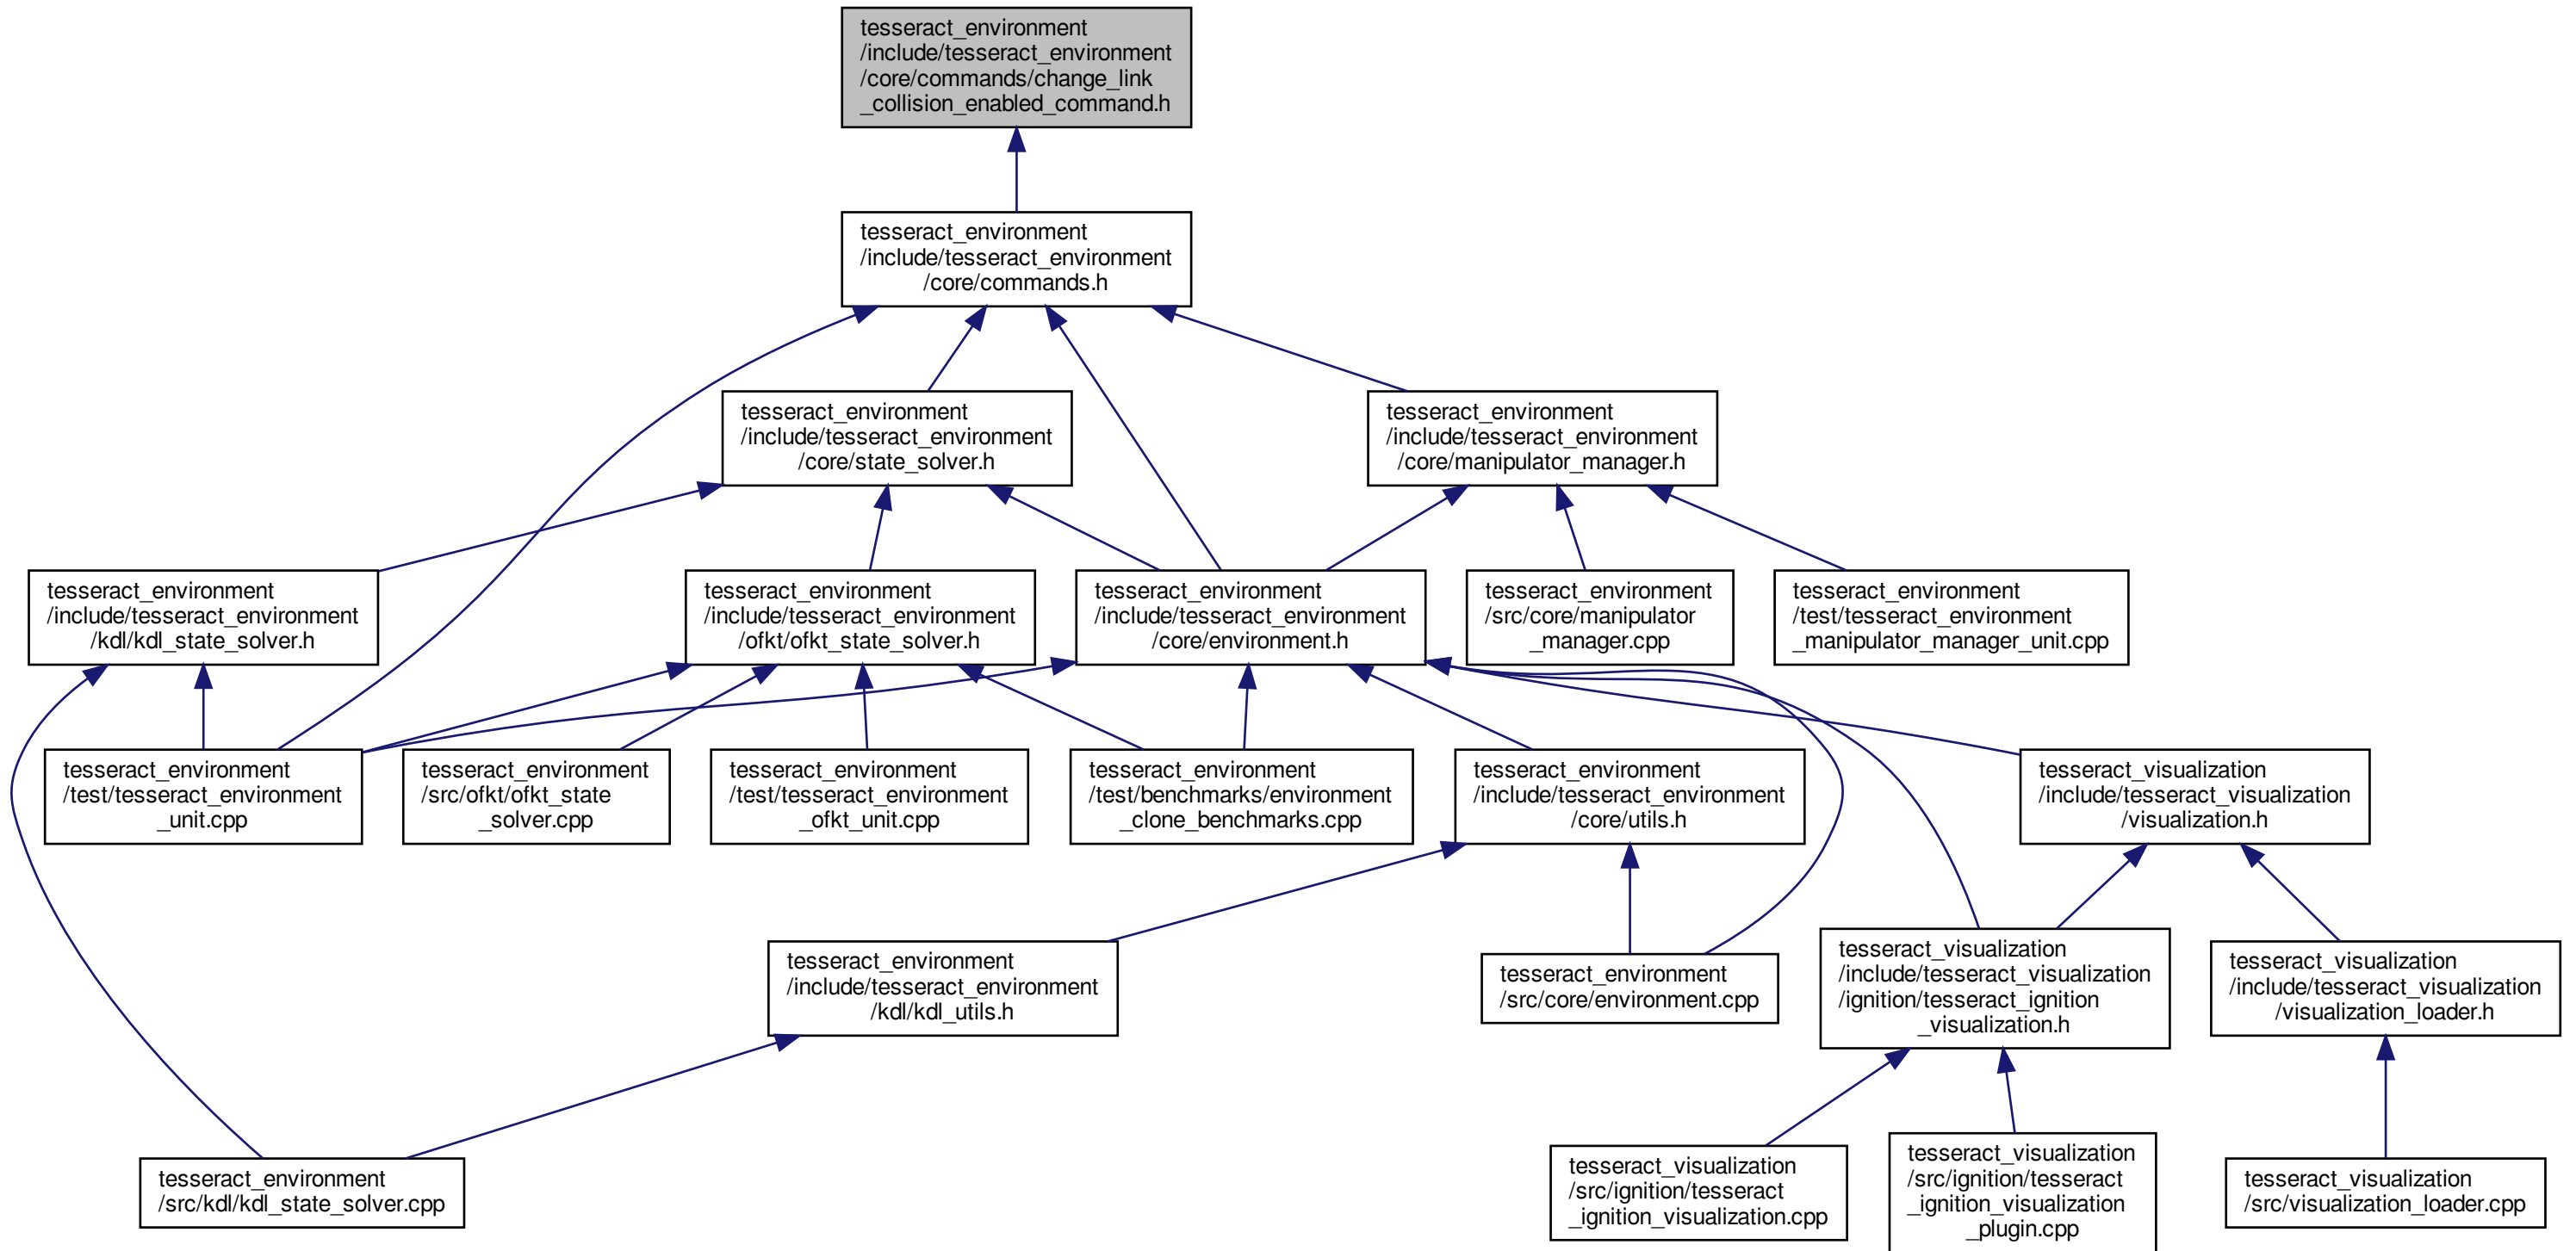 tesseract_environment
/include/tesseract_environment
/core/commands/change_link
_collision_enabled_command.h
tesseract_environment
/include/tesseract_environment
/core/commands.h
tesseract_environment
/include/tesseract_environment
/core/state_solver.h
tesseract_environment
/include/tesseract_environment
/core/manipulator_manager.h
tesseract_environment
/include/tesseract_environment
/kdl/kdl_state_solver.h
tesseract_environment
/include/tesseract_environment
/ofkt/ofkt_state_solver.h
tesseract_environment
/include/tesseract_environment
/core/environment.h
tesseract_environment
/src/core/manipulator
_manager.cpp
tesseract_environment
/test/tesseract_environment
_manipulator_manager_unit.cpp
tesseract_environment
/test/tesseract_environment
_unit.cpp
tesseract_environment
/src/ofkt/ofkt_state
_solver.cpp
tesseract_environment
/test/tesseract_environment
_ofkt_unit.cpp
tesseract_environment
/test/benchmarks/environment
_clone_benchmarks.cpp
tesseract_environment
/include/tesseract_environment
/core/utils.h
tesseract_visualization
/include/tesseract_visualization
/visualization.h
tesseract_environment
/include/tesseract_environment
/kdl/kdl_utils.h
tesseract_environment
/src/core/environment.cpp
tesseract_visualization
/include/tesseract_visualization
/ignition/tesseract_ignition
_visualization.h
tesseract_visualization
/include/tesseract_visualization
/visualization_loader.h
tesseract_environment
/src/kdl/kdl_state_solver.cpp
tesseract_visualization
/src/ignition/tesseract
_ignition_visualization.cpp
tesseract_visualization
/src/ignition/tesseract
_ignition_visualization
_plugin.cpp
tesseract_visualization
/src/visualization_loader.cpp